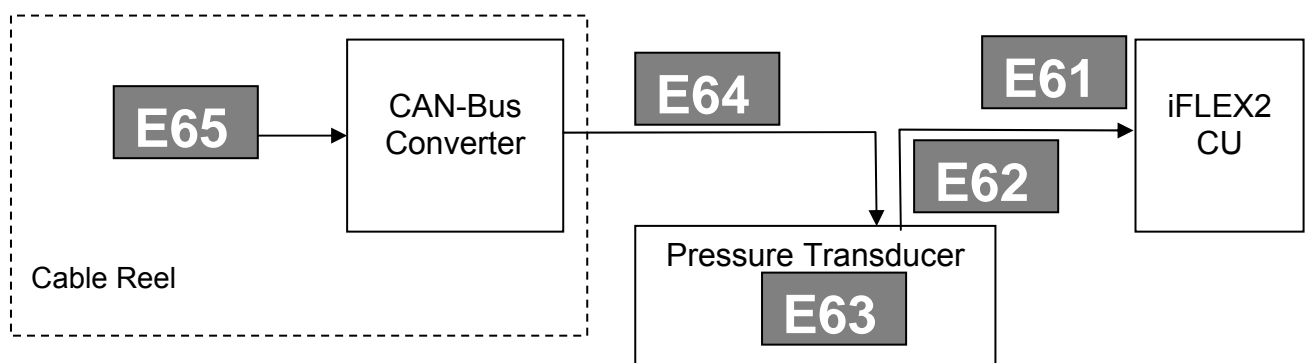 E65
CAN-Bus
Converter
Cable Reel
E64
E61
E62
iFLEX2
CU
Pressure Transducer
E63